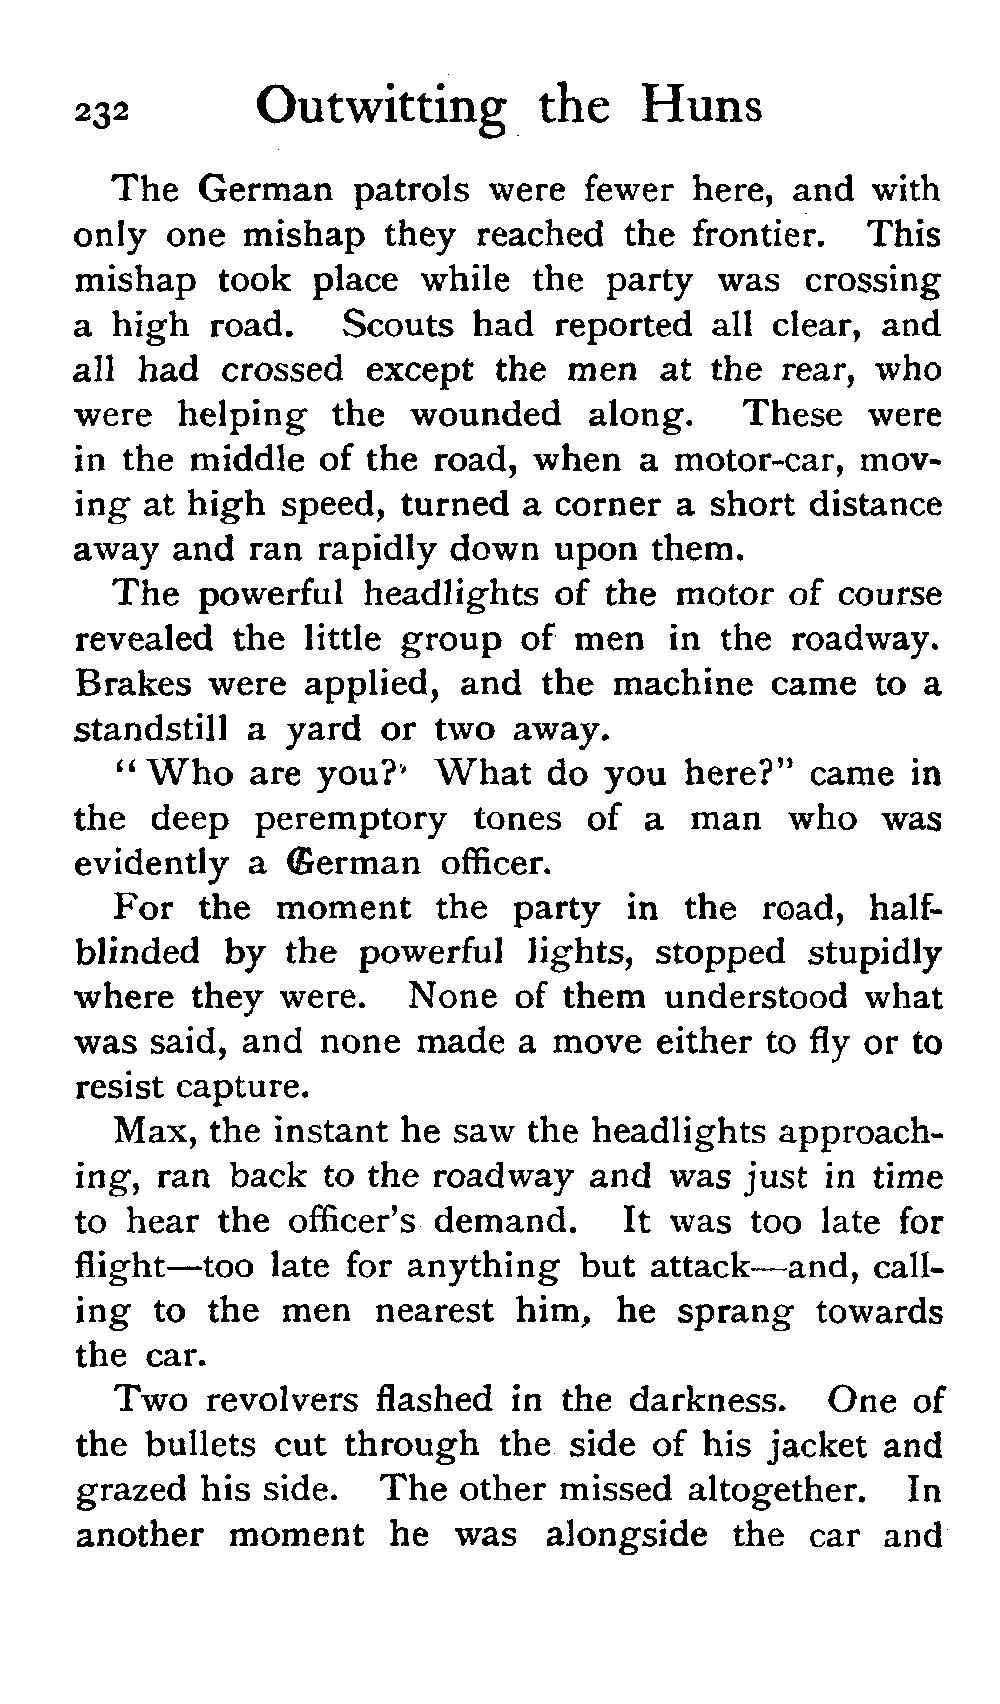 232 Outwitting the Huns
The German patrols were fewer here, and with
only one mishap they reached the frontier. This
mishap took place while the party was crossing
a high road. Scouts had reported all clear, and
all had crossed except the men at the rear, who
were helping the wounded along. These were
in the middle of the road, when a motor-car, mov-
ing at high speed, turned a corner a short distance
away and ran rapidly down upon them.
The powerful headlights of the motor of course
revealed the little group of men in the roadway.
Brakes were applied, and the machine came to a
standstill a yard or two away.
“Who are you?’ What do you here?” came in
the deep peremptory tones of a man who was
evidently a German officer.
For the moment the party in the road, half-
blinded by the powerful lights, stopped stupidly
where they were. None of them understood what
was said, and none made a move either to fly or to
resist capture.
Max, the instant he saw the headlights approach-
ing, ran back to the roadway and was just in time
to hear the officer’s demand. It was too late for
flight—too late for anything but attack—and, call-
ing to the men nearest him, he sprang towards
the car.
Two revolvers flashed in the darkness. One of
the bullets cut through the side of his jacket and
grazed his side. The other missed altogether. In
another moment he was alongside the car and